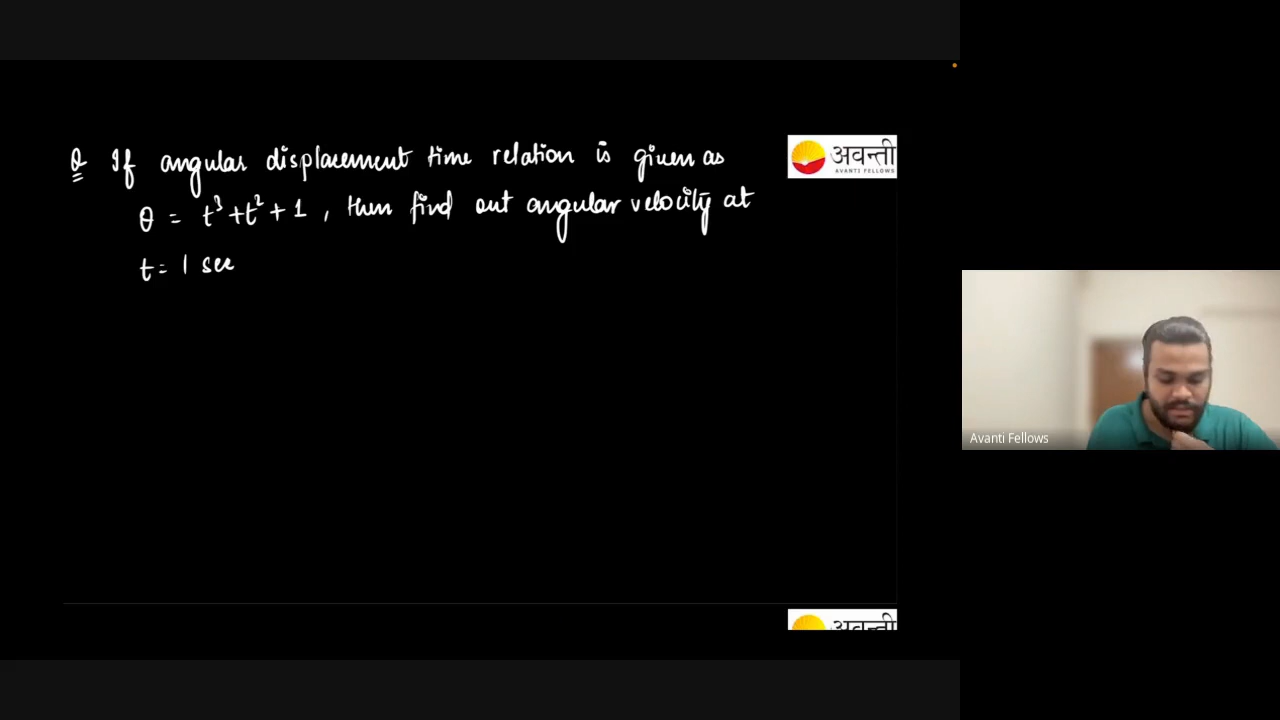 Q If angular displacement time relation is given as
θ = t³+t²+1, then find out angular velocity at
t = 1 sec
अवन्ती
AVANTI FELLOWS
Avanti Fellows
अवन्ती